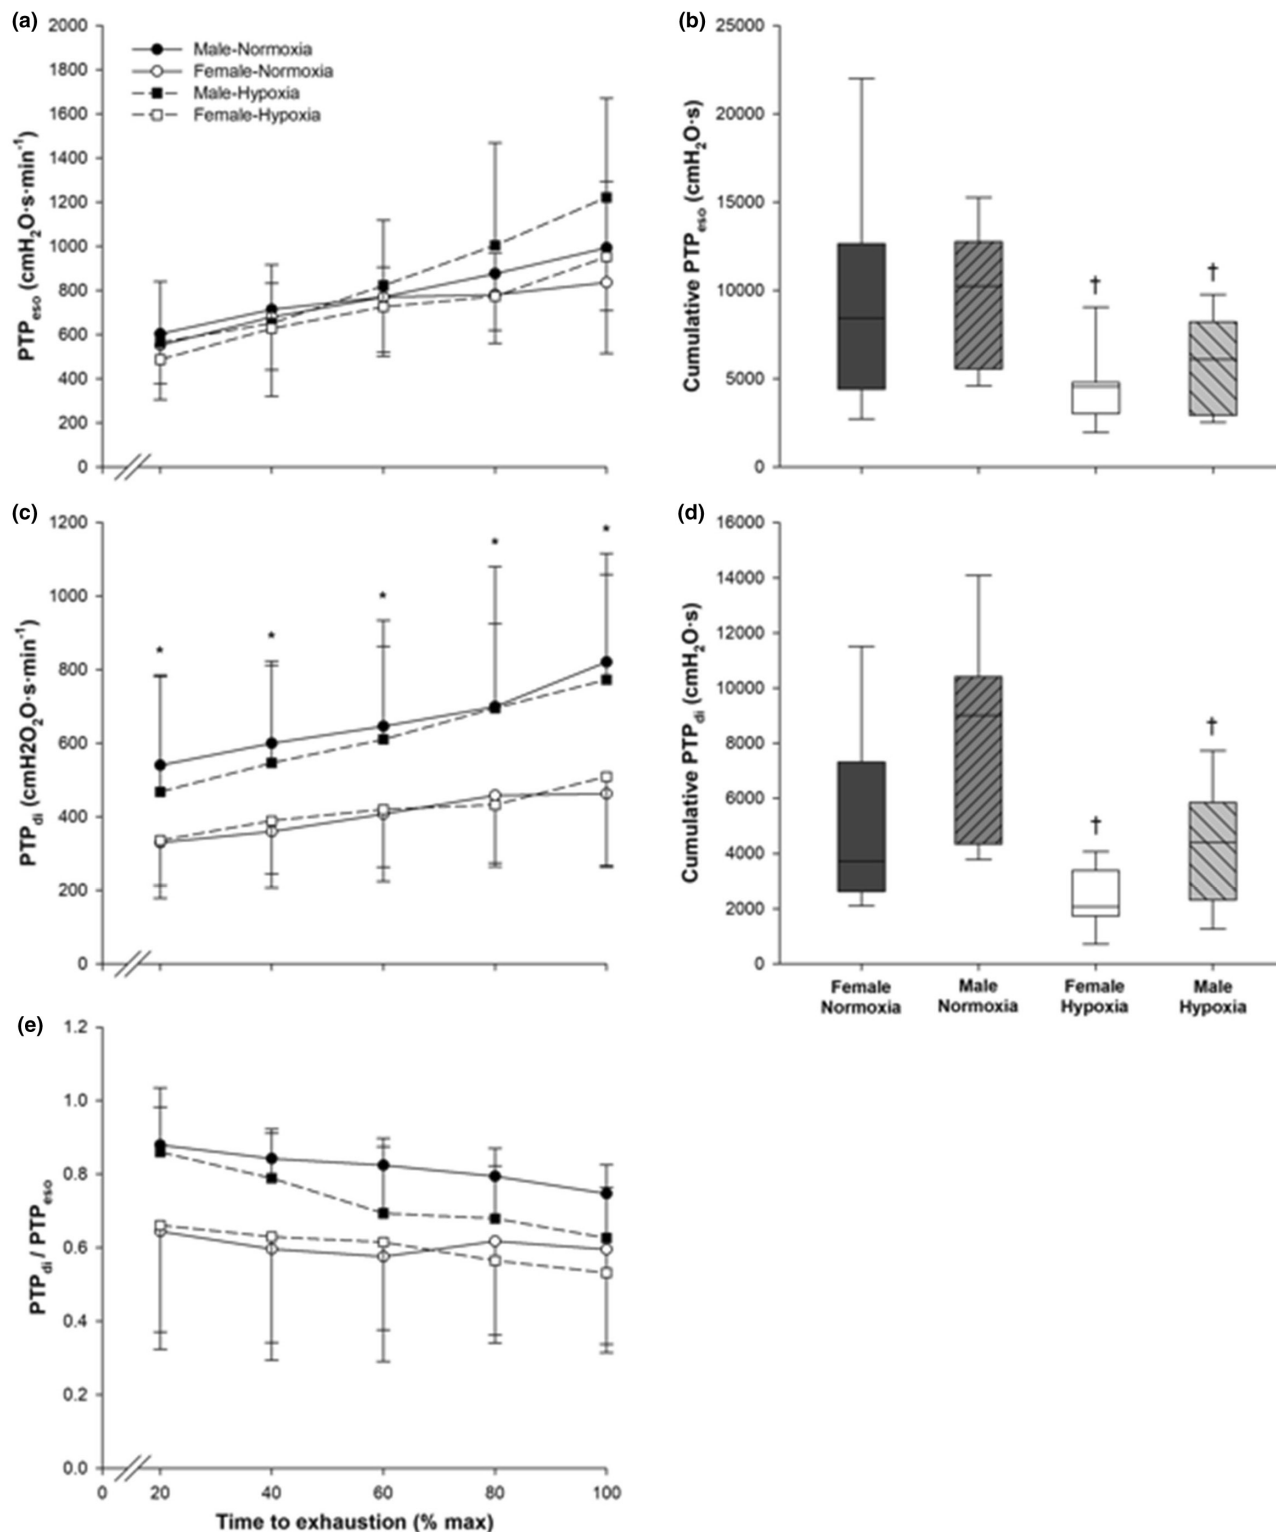 (a)
2000
1800
1600
1400
1200
1000
800
600
400
200
0
PTPeso (cmH2O·s·min-1)
Male-Normoxia
Female-Normoxia
Male-Hypoxia
Female-Hypoxia
(b)
25000
20000
15000
10000
5000
0
Cumulative PTPeso (cmH2O·s)
†
†
(c)
1200
1000
800
600
400
200
0
PTPdi (cmH2O2O·s·min-1)
*
*
*
*
*
(d)
16000
14000
12000
10000
8000
6000
4000
2000
0
Cumulative PTPdi (cmH2O·s)
†
†
Female
Normoxia
Male
Normoxia
Female
Hypoxia
Male
Hypoxia
(e)
1.2
1.0
0.8
0.6
0.4
0.2
0.0
PTPdi / PTPeso
0 20 40 60 80 100
Time to exhaustion (% max)